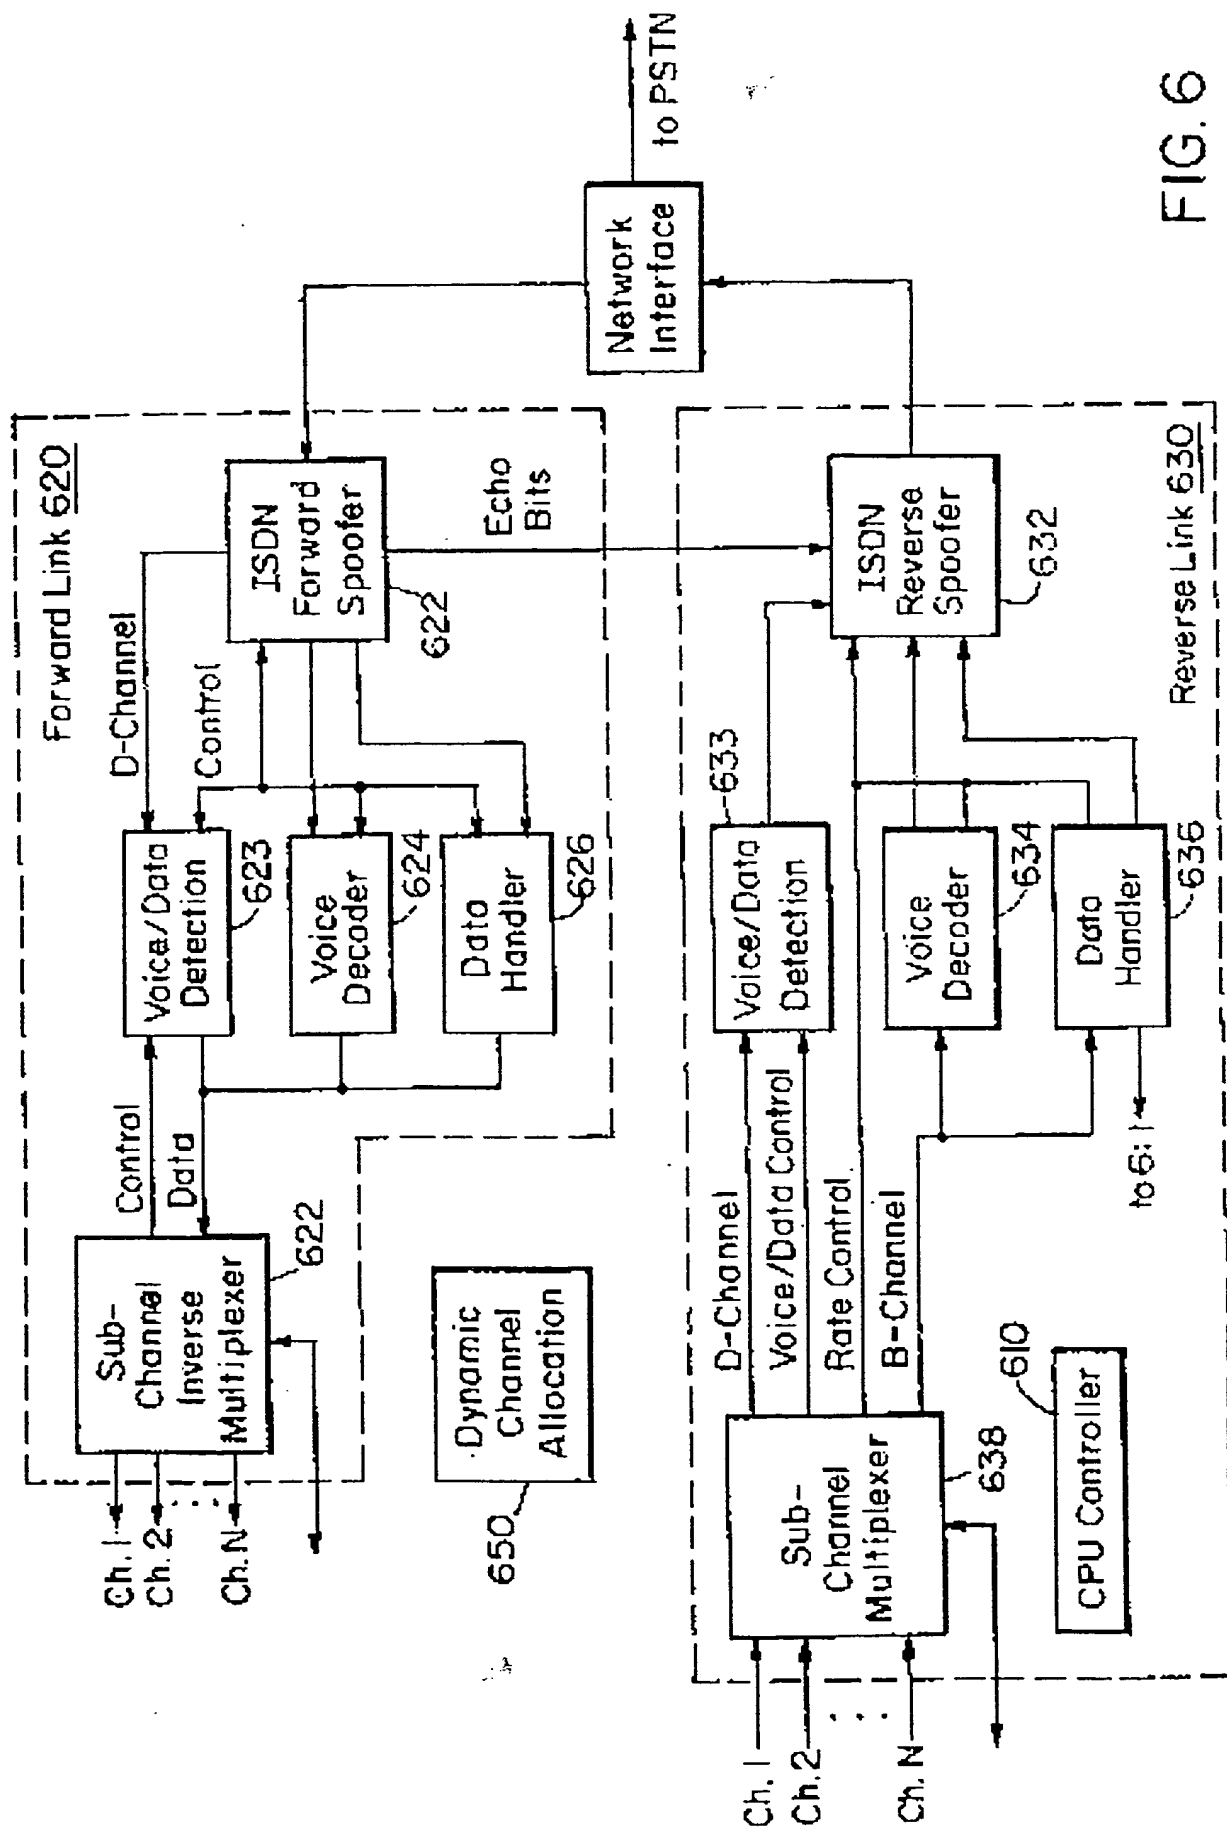 Forward Link 620
Ch. 1
Ch. 2
Ch. N
Sub-
Channel
Inverse
Multiplexer
622
Control
Data
Voice/Data
Detection
623
Voice
Decoder
624
Data
Handler
626
D-Channel
Control
ISDN
Forward
Spoofer
622
Echo
Bits
Network
Interface
to PSTN
Dynamic
Channel
Allocation
650
Ch. 1
Ch. 2
Ch. N
Sub-
Channel
Multiplexer
638
D-Channel
Voice/Data Control
Rate Control
B-Channel
Voice/Data
Detection
633
Voice
Decoder
634
Data
Handler
636
to 6:1
ISDN
Reverse
Spoofer
632
CPU Controller
610
Reverse Link 630
FIG. 6